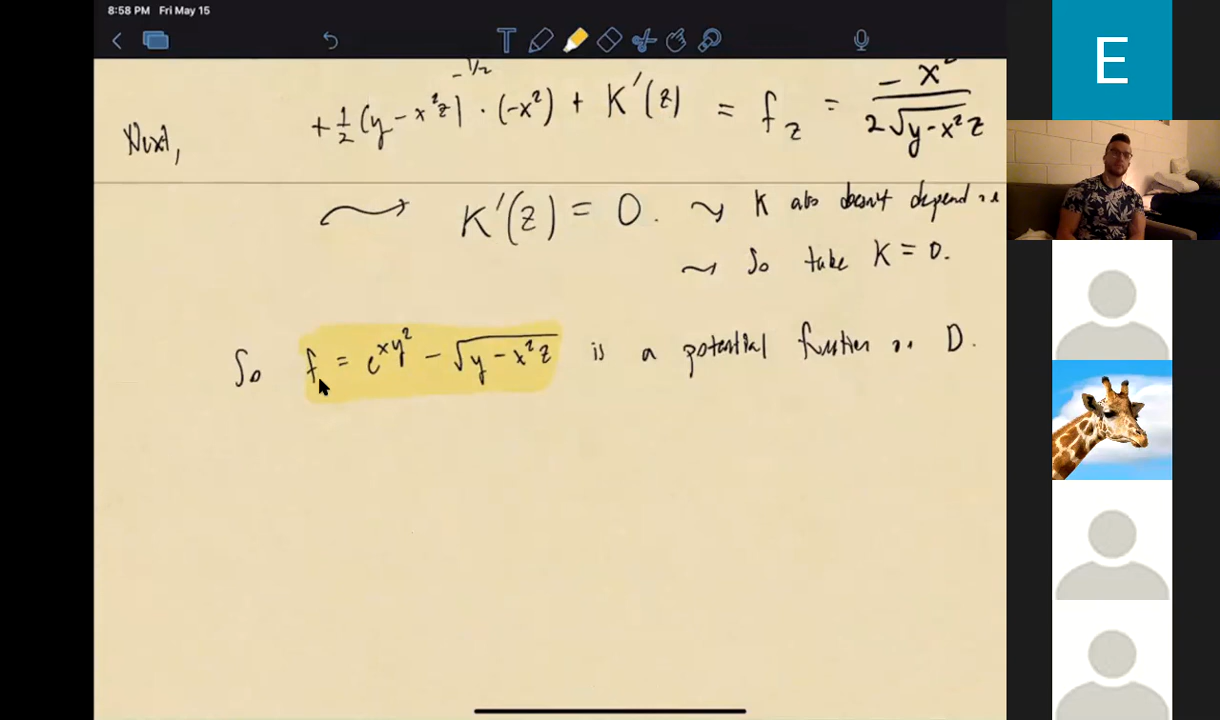 8:58 PM Fri May 15
T
E
Next, + 1/2 (y - x²z)^(-1/2) · (-x²) + K'(z) = f_z = -x² / 2√(y-x²z)
⤳ K'(z) = 0. ⤳ K also doesn't depend
⤳ So take K = 0.
So f = e^(xy²) - √(y - x²z) is a potential function on D.